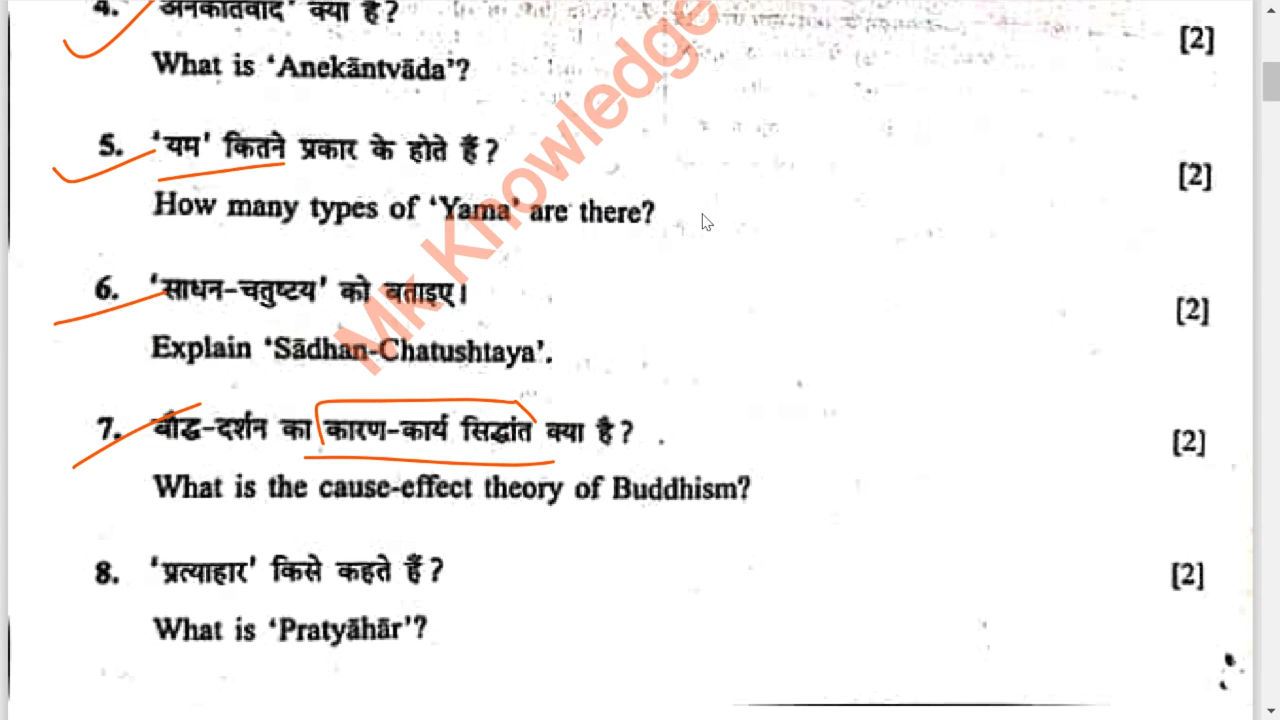 4. 'अनेकांतवाद' क्या है?
[2]
What is 'Anekāntvāda'?
5. 'यम' कितने प्रकार के होते हैं?
[2]
How many types of 'Yama' are there?
6. 'साधन-चतुष्टय' को बताइए।
[2]
Explain 'Sādhan-Chatushtaya'.
7. बौद्ध-दर्शन का कारण-कार्य सिद्धांत क्या है?
[2]
What is the cause-effect theory of Buddhism?
8. 'प्रत्याहार' किसे कहते हैं?
[2]
What is 'Pratyāhār'?
Mk Knowledge